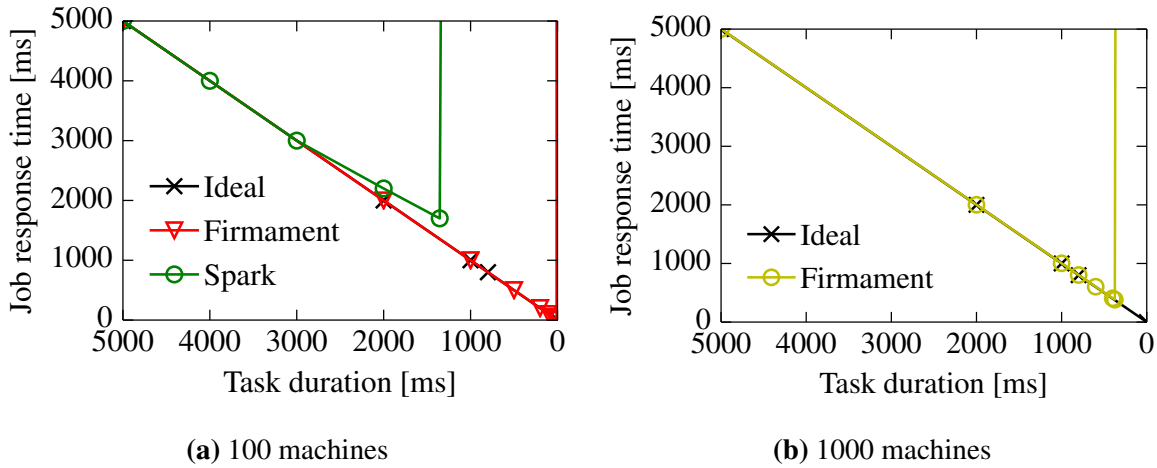 5000
4000
3000
2000
1000
0
Job response time [ms]
Ideal
Firmament
Spark
5000 4000 3000 2000 1000 0
Task duration [ms]
(a) 100 machines
5000
4000
3000
2000
1000
0
Job response time [ms]
Ideal
Firmament
5000 4000 3000 2000 1000 0
Task duration [ms]
(b) 1000 machines